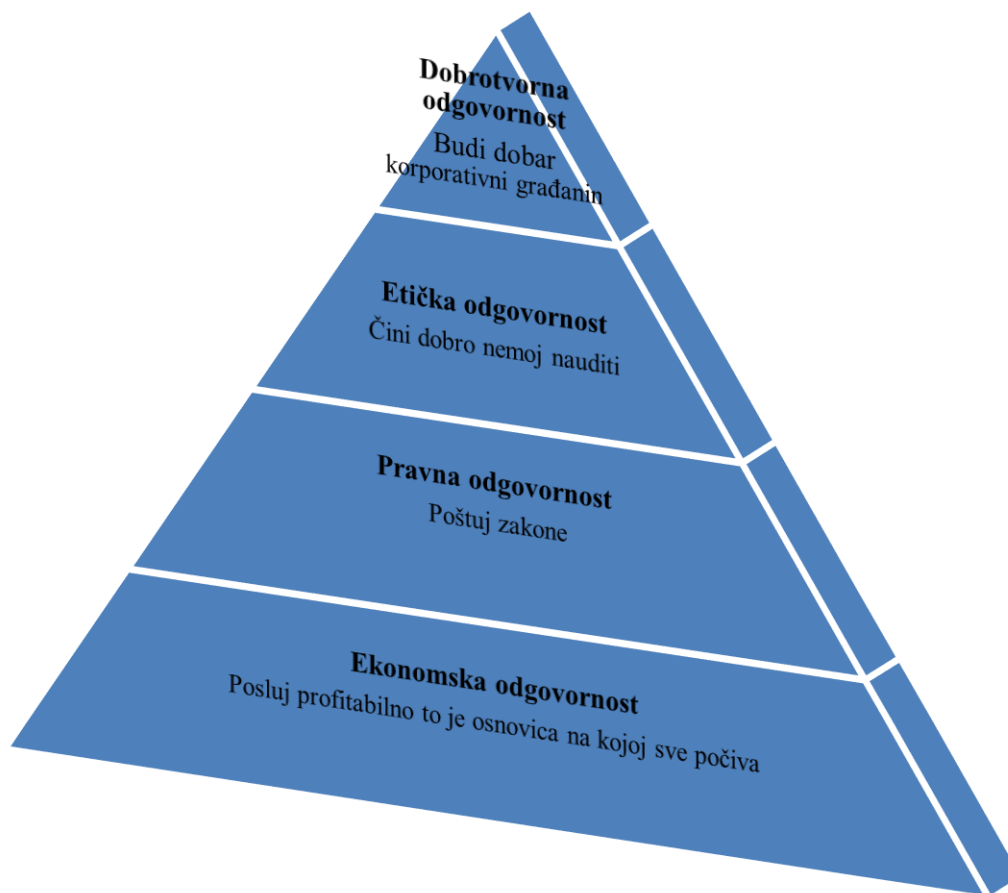 Dobrotvorna
odgovornost
Budi dobar
korporativni građanin
Etička odgovornost
Čini dobro nemoj nauditi
Pravna odgovornost
Poštuj zakone
Ekonomska odgovornost
Posluj profitabilno to je osnovica na kojoj sve počiva